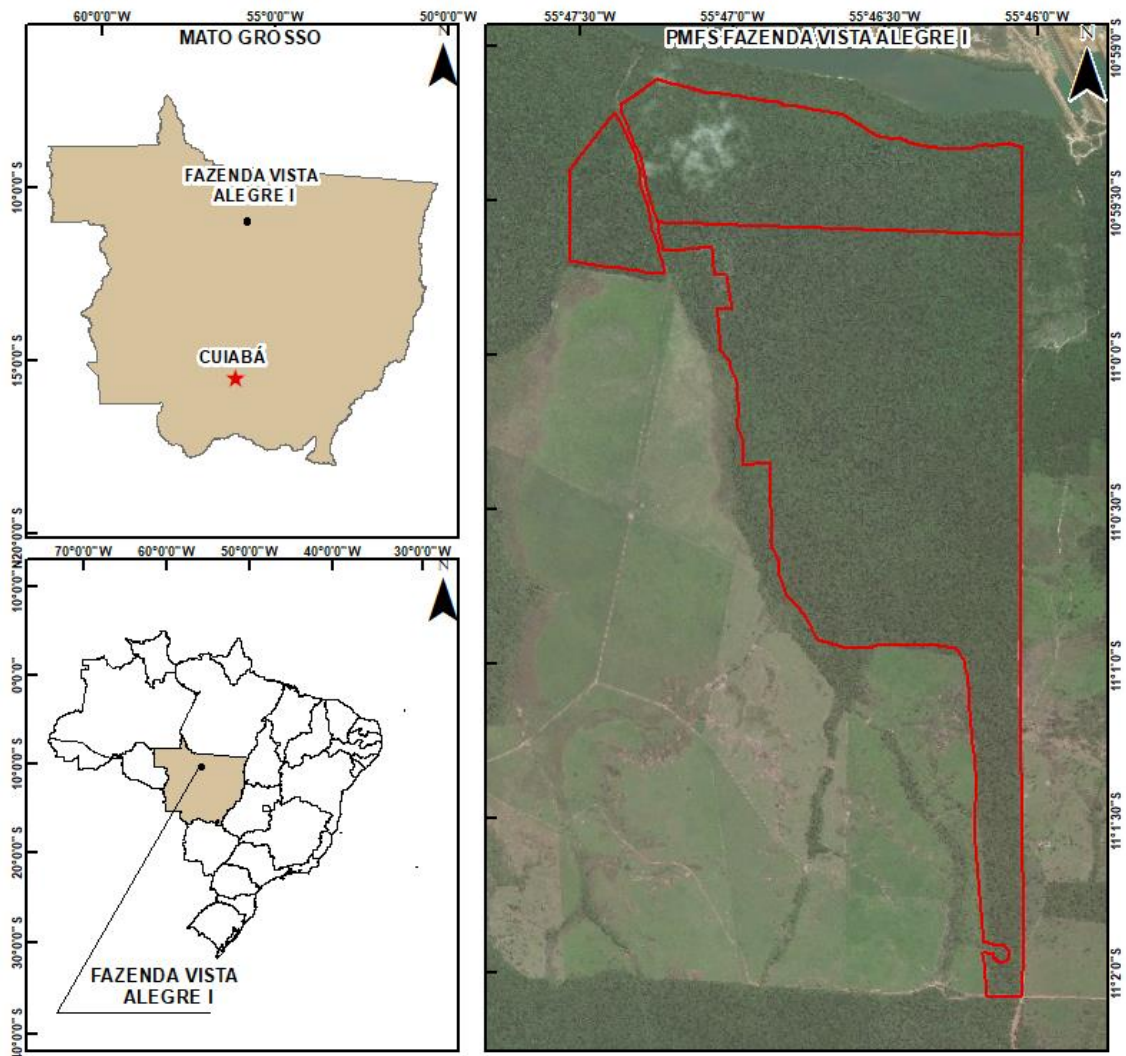 60°0'0"W 55°0'0"W 50°0'0"W
MATO GROSSO
N
FAZENDA VISTA
ALEGRE I
CUIABÁ
10°0'0"S
15°0'0"S
20°0'0"S
70°0'0"W 60°0'0"W 50°0'0"W 40°0'0"W 30°0'0"W
N
10°0'0"N
0°0'0"
10°0'0"S
20°0'0"S
30°0'0"S
FAZENDA VISTA
ALEGRE I
55°47'30"W 55°47'0"W 55°46'30"W 55°46'0"W
PMFS FAZENDA VISTA ALEGRE I
N
10°59'0"S
10°59'30"S
11°0'0"S
11°0'30"S
11°1'0"S
11°1'30"S
11°2'0"S